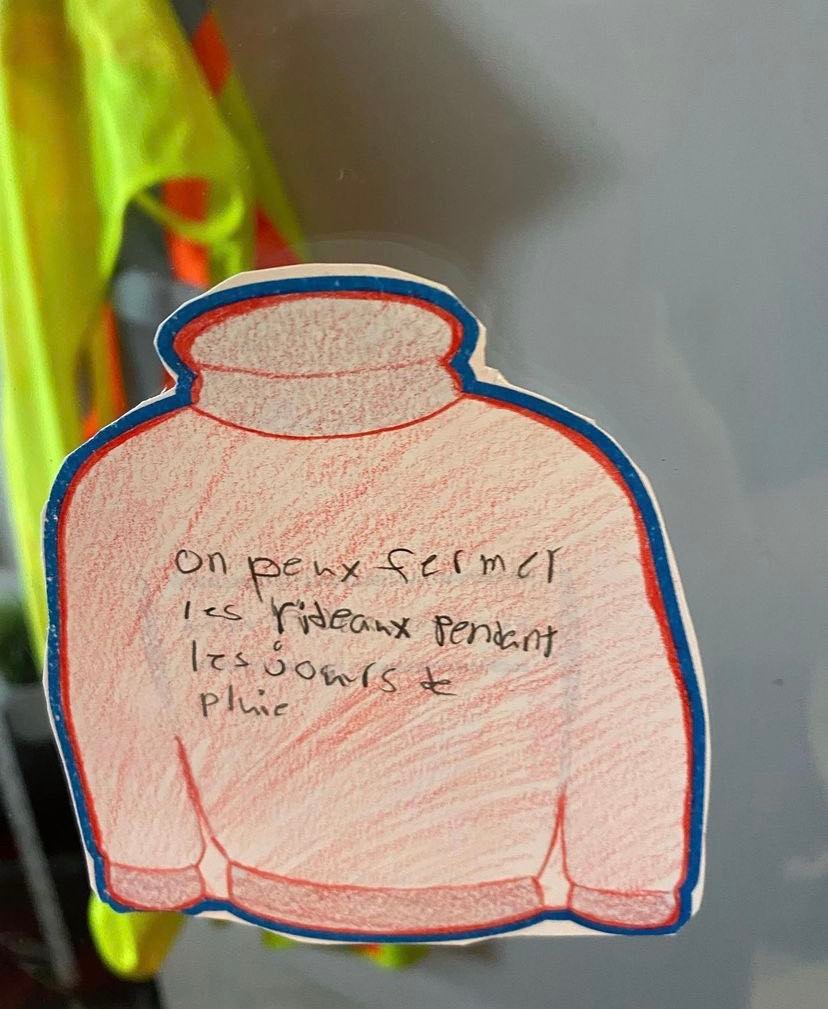 on peux fermer
les rideaux pendant
les jours de
pluie